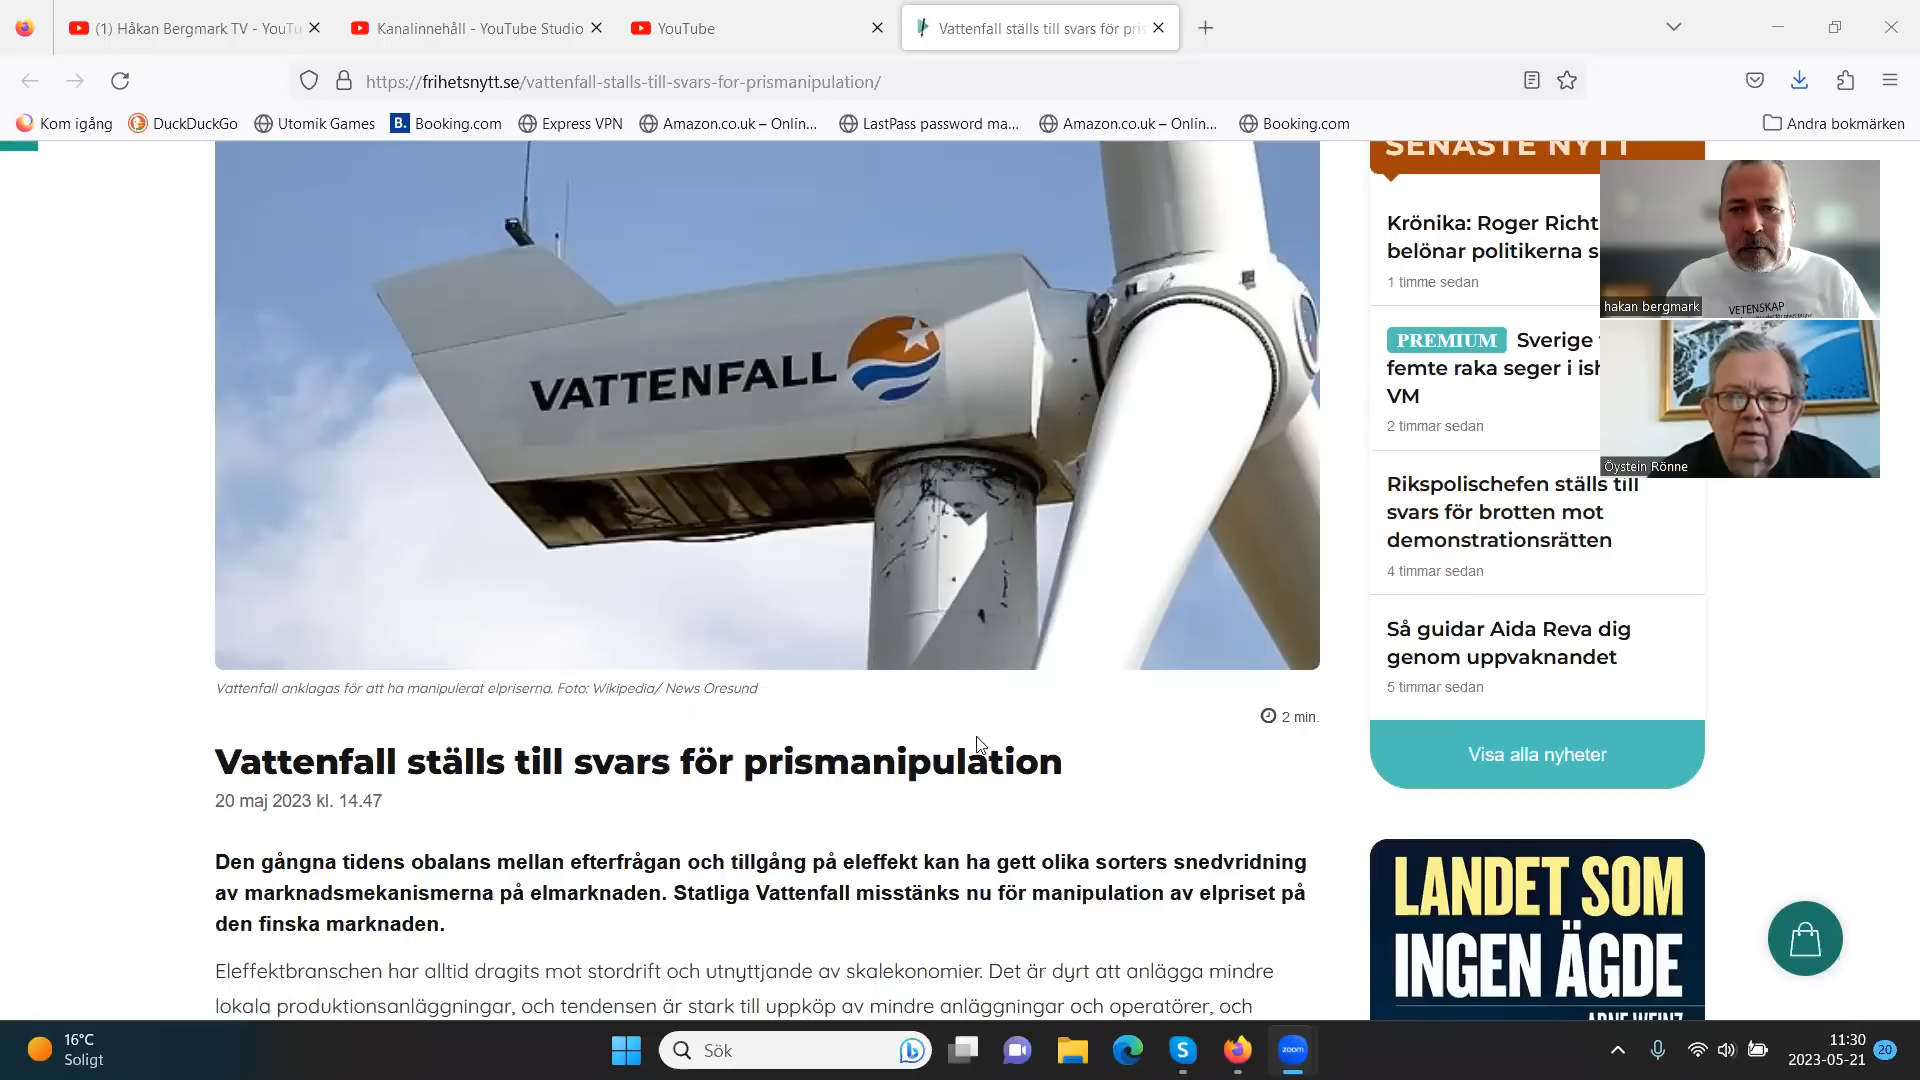 (1) Håkan Bergmark TV - YouTu
Kanalinnehåll - YouTube Studio
YouTube
Vattenfall ställs till svars för pris
https://frihetsnytt.se/vattenfall-stalls-till-svars-for-prismanipulation/
Kom igång
DuckDuckGo
Utomik Games
B.
Booking.com
Express VPN
Amazon.co.uk – Onlin...
LastPass password ma...
Amazon.co.uk – Onlin...
Booking.com
Andra bokmärken
VATTENFALL
Vattenfall anklagas för att ha manipulerat elpriserna. Foto: Wikipedia/ News Oresund
2 min.
Vattenfall ställs till svars för prismanipulation
20 maj 2023 kl. 14.47
Den gångna tidens obalans mellan efterfrågan och tillgång på eleffekt kan ha gett olika sorters snedvridning
av marknadsmekanismerna på elmarknaden. Statliga Vattenfall misstänks nu för manipulation av elpriset på
den finska marknaden.
Eleffektbranschen har alltid dragits mot stordrift och utnyttjande av skalekonomier. Det är dyrt att anlägga mindre
lokala produktionsanläggningar, och tendensen är stark till uppköp av mindre anläggningar och operatörer, och
SENASTE NYTT
Krönika: Roger Richt
belönar politikerna s
1 timme sedan
PREMIUM Sverige
femte raka seger i ish
VM
2 timmar sedan
Rikspolischefen ställs till
svars för brotten mot
demonstrationsrätten
4 timmar sedan
Så guidar Aida Reva dig
genom uppvaknandet
5 timmar sedan
Visa alla nyheter
LANDET SOM
INGEN ÄGDE
ARNE WEINZ
VETENSKAP
hakan bergmark
Öystein Rönne
16°C
Soligt
Sök
zoom
11:30
2023-05-21
20